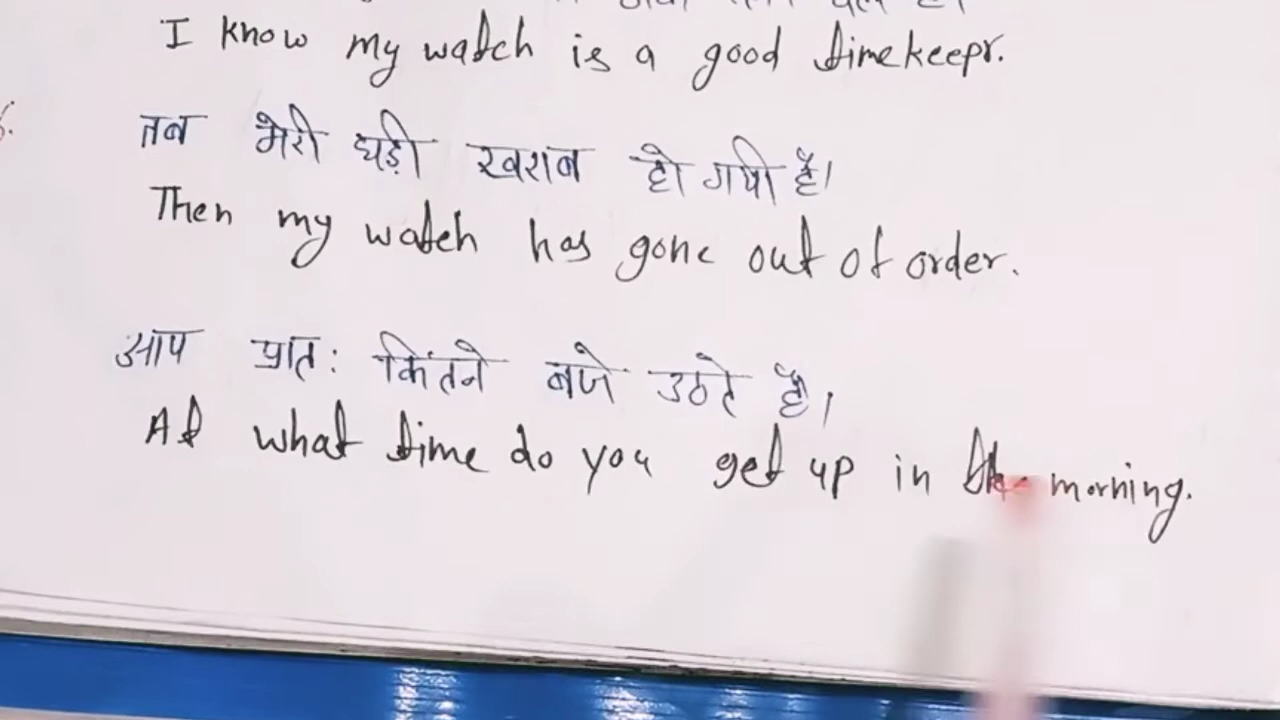 I know my watch is a good timekeepr.
तब मेरी घड़ी खराब हो गयी है।
Then my watch has gone out of order.
आप प्रात: कितने बजे उठते है।
At what time do you get up in the morning.